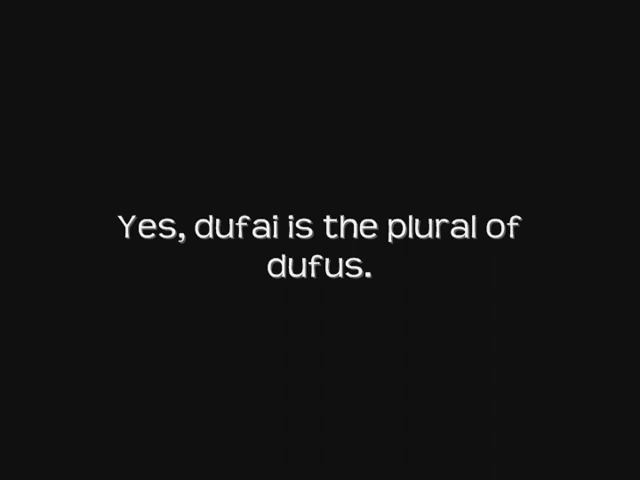 Yes, dufai is the plural of
dufus.